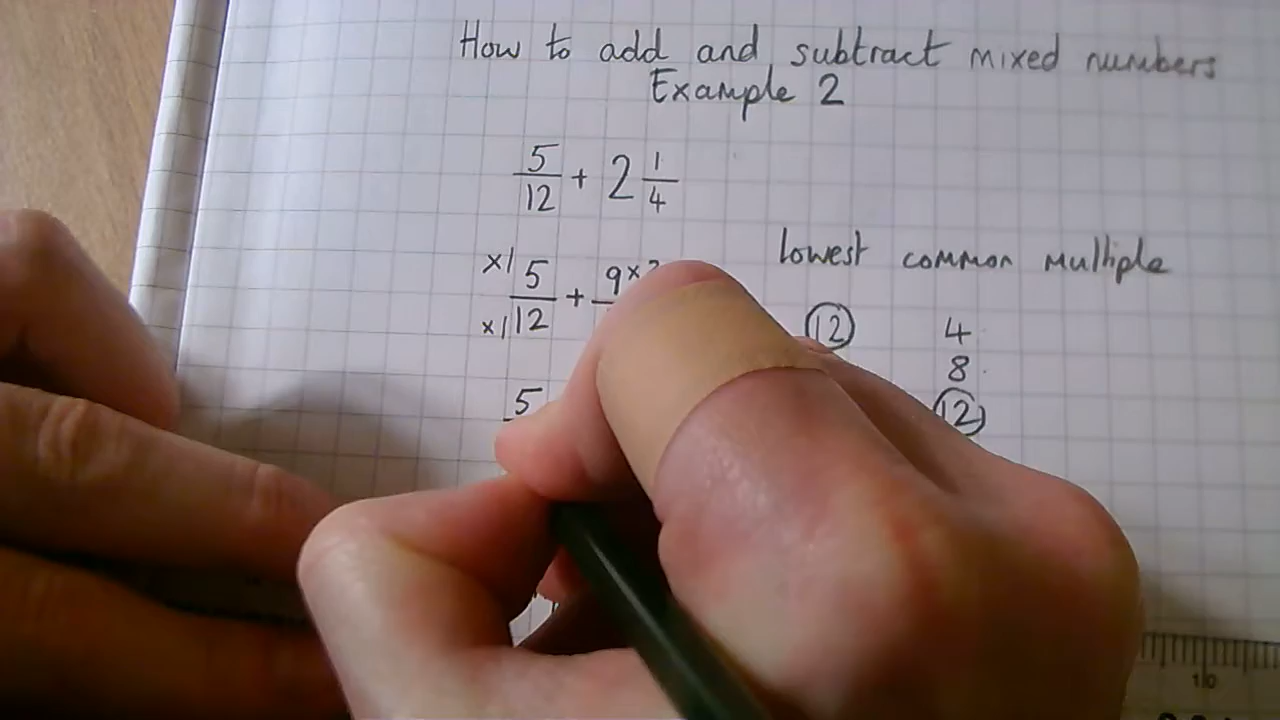 How to add and subtract mixed numbers
Example 2
5/12 + 2 1/4
lowest common multiple
×1 5/12 ×1 + 9 ×
12 4
8
12
5
10